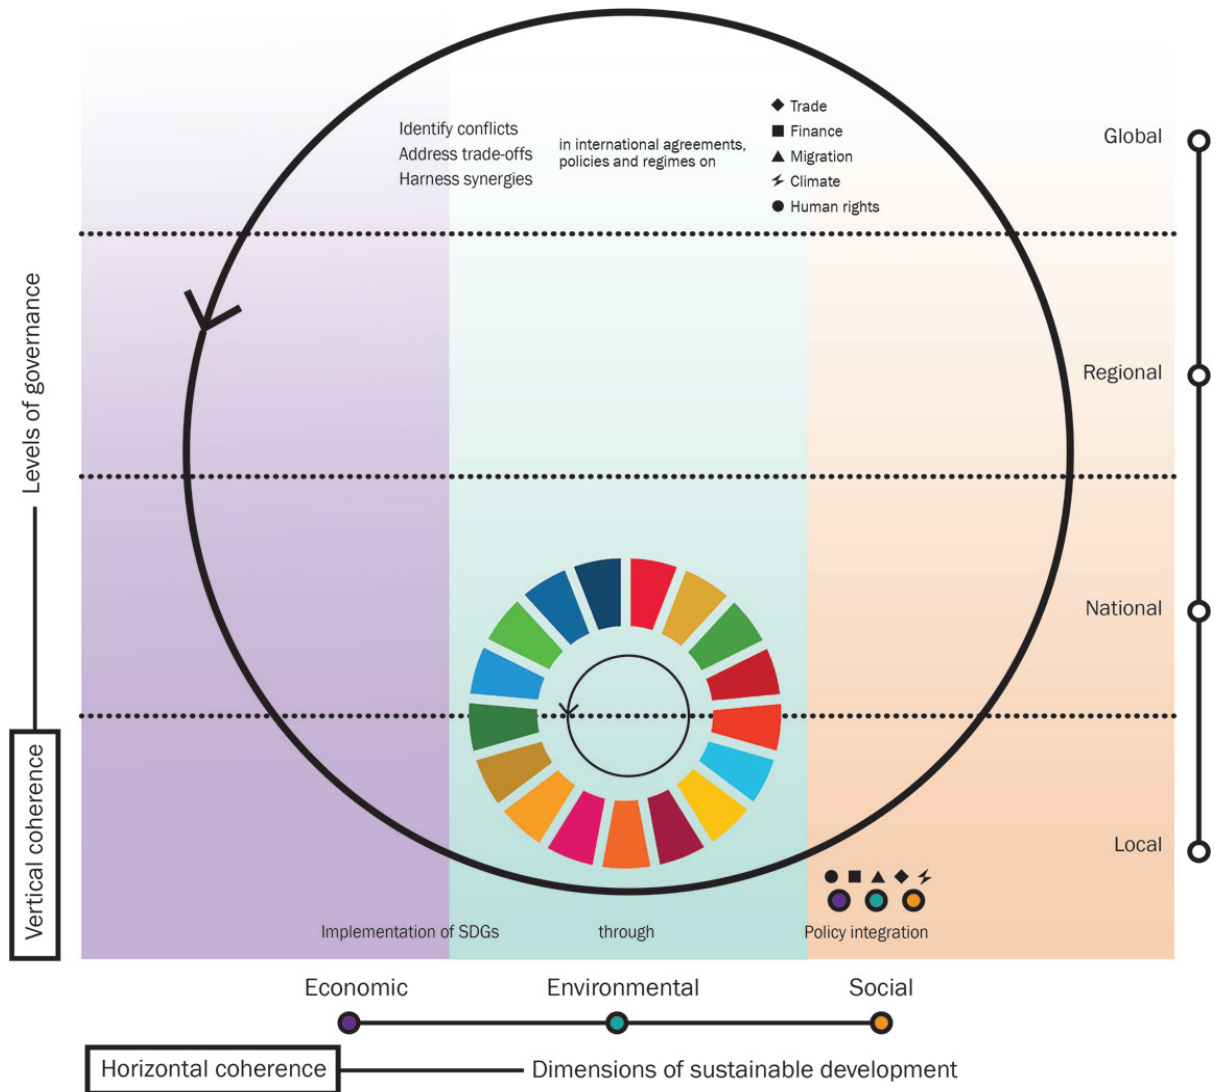 Identify conflicts
Address trade-offs
Harness synergies
in international agreements,
policies and regimes on
Trade
Finance
Migration
Climate
Human rights
Global
Regional
National
Local
Levels of governance
Vertical coherence
Implementation of SDGs
through
Policy integration
Economic
Environmental
Social
Horizontal coherence
Dimensions of sustainable development